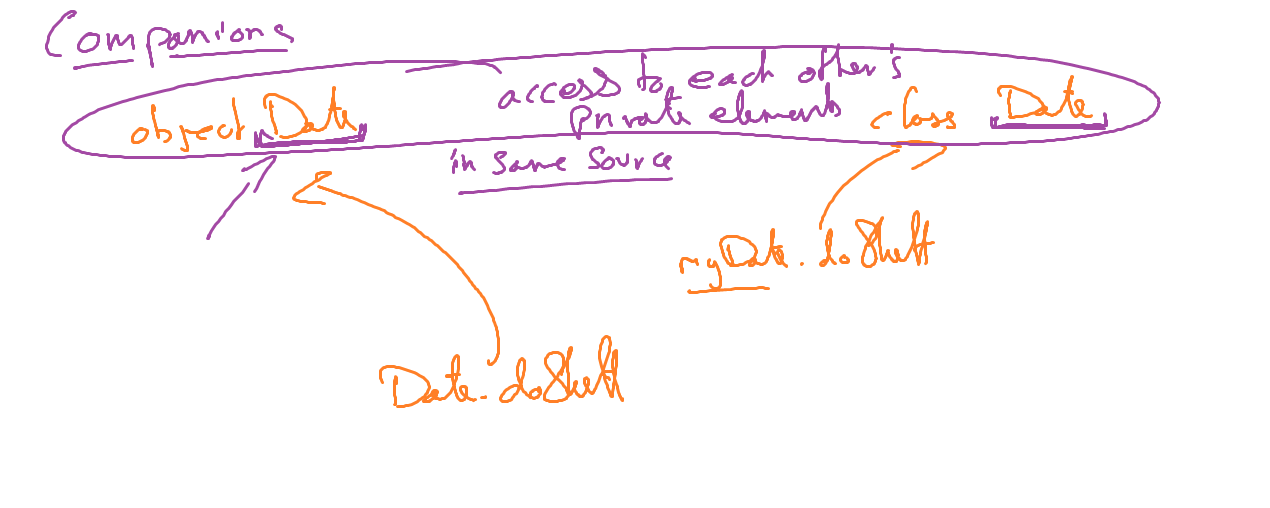 Companions
object Date access to each other's private elements class Date
in same source
myDate.doStuff
Date.doStuff